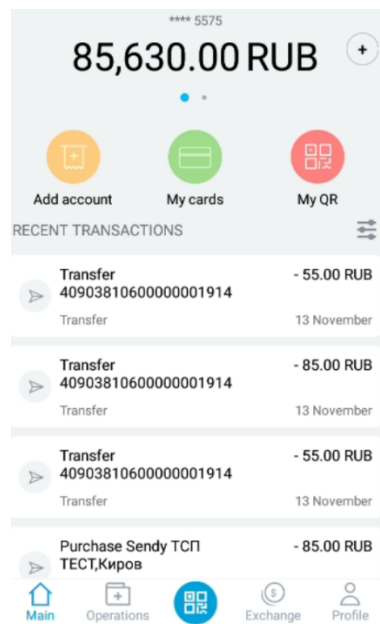 **** 5575
85,630.00 RUB
Add account My cards My QR
RECENT TRANSACTIONS
Transfer - 55.00 RUB
40903810600000001914
Transfer 13 November
Transfer - 85.00 RUB
40903810600000001914
Transfer 13 November
Transfer - 55.00 RUB
40903810600000001914
Transfer 13 November
Purchase Sendy ТСП - 85.00 RUB
ТЕСТ,Киров
Main Operations Exchange Profile